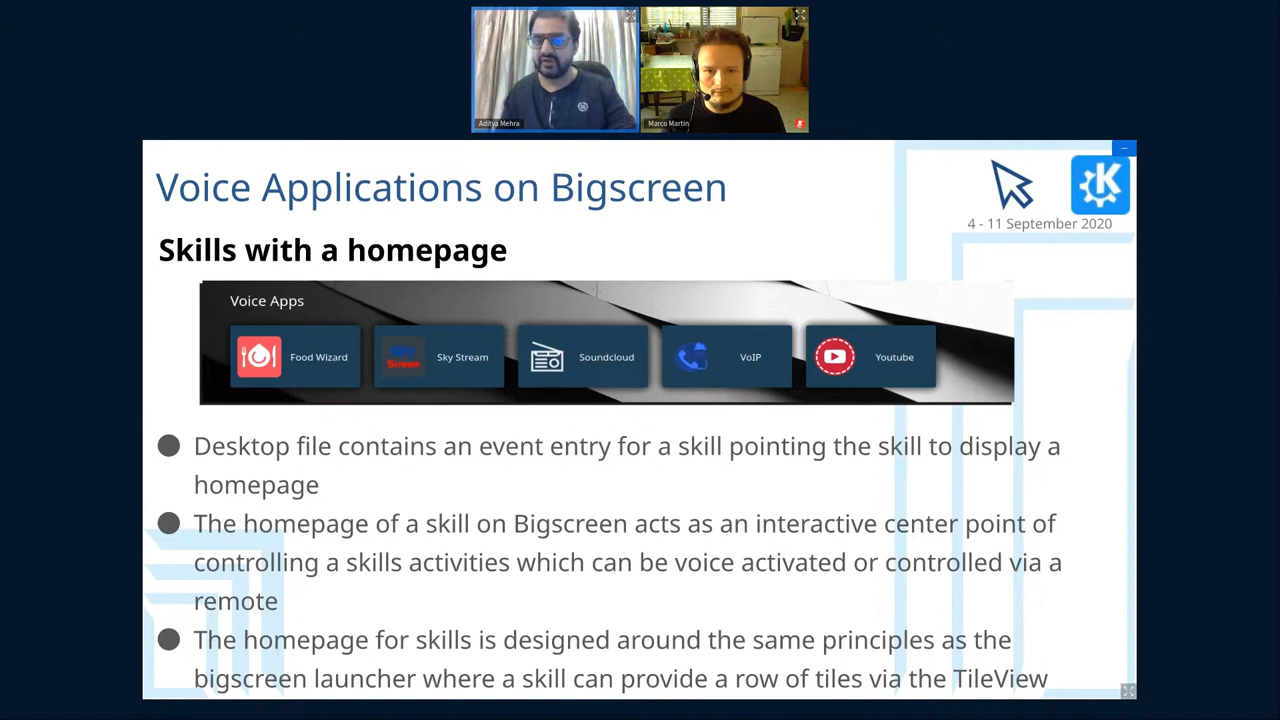 Aditya Mehra
Marco Martin
Voice Applications on Bigscreen
4 - 11 September 2020
Skills with a homepage
Voice Apps
Food Wizard
Sky Stream
Soundcloud
VoIP
Youtube
Desktop file contains an event entry for a skill pointing the skill to display a
homepage
The homepage of a skill on Bigscreen acts as an interactive center point of
controlling a skills activities which can be voice activated or controlled via a
remote
The homepage for skills is designed around the same principles as the
bigscreen launcher where a skill can provide a row of tiles via the TileView